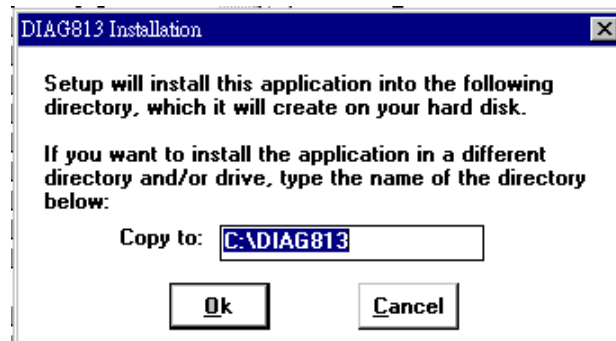 DIAG813 Installation
Setup will install this application into the following
directory, which it will create on your hard disk.
If you want to install the application in a different
directory and/or drive, type the name of the directory
below:
Copy to: C:\DIAG813
Ok Cancel